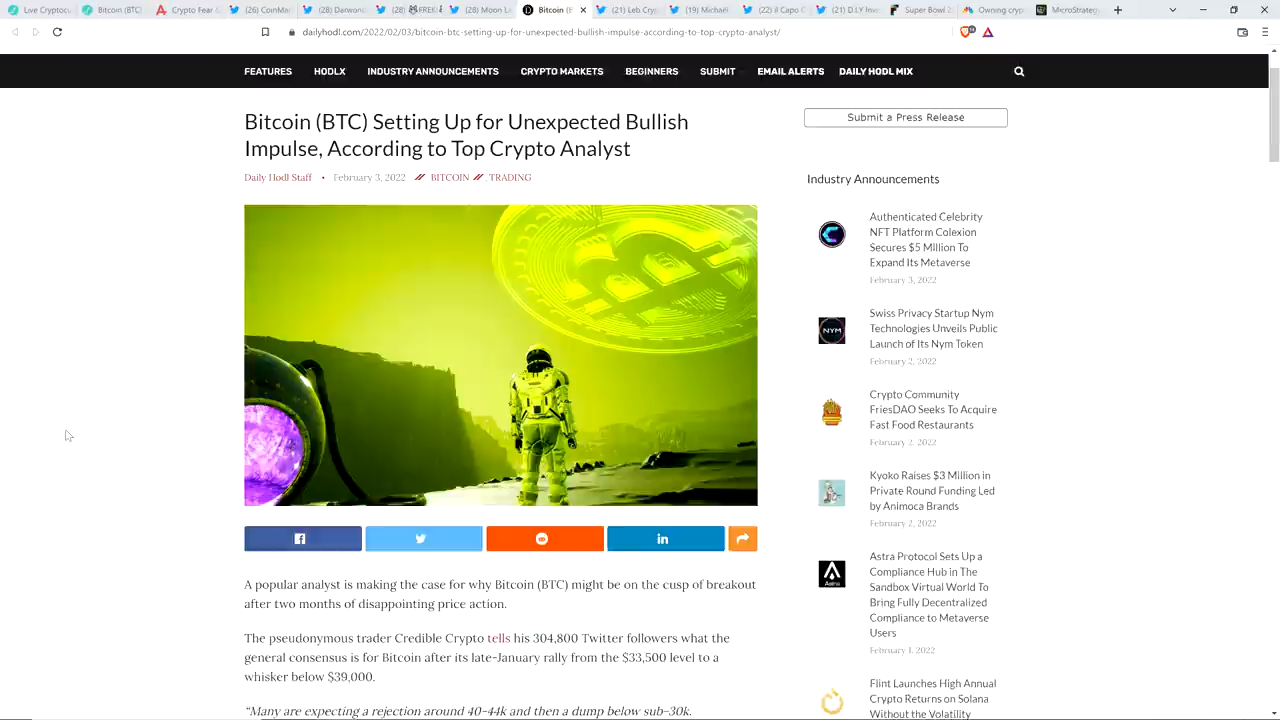 Live Cryptoc
Bitcoin (BTC)
Crypto Fear &
(26) CoinMar
(28) Darwond
(28)
(28) Moon L
Bitcoin (B
(21) Leb Cryp
(19) Michaël
(22) il Capo C
(21) D.I.Y Inves
Super Bowl 2
Owning crypt
MicroStrategy
dailyhodl.com/2022/02/03/bitcoin-btc-setting-up-for-unexpected-bullish-impulse-according-to-top-crypto-analyst/
FEATURES HODLX INDUSTRY ANNOUNCEMENTS CRYPTO MARKETS BEGINNERS SUBMIT EMAIL ALERTS DAILY HODL MIX
Bitcoin (BTC) Setting Up for Unexpected Bullish
Impulse, According to Top Crypto Analyst
Daily Hodl Staff • February 3, 2022 // BITCOIN // TRADING
A popular analyst is making the case for why Bitcoin (BTC) might be on the cusp of breakout
after two months of disappointing price action.
The pseudonymous trader Credible Crypto tells his 304,800 Twitter followers what the
general consensus is for Bitcoin after its late-January rally from the $33,500 level to a
whisker below $39,000.
“Many are expecting a rejection around 40-44k and then a dump below sub-30k.
Submit a Press Release
Industry Announcements
Authenticated Celebrity
NFT Platform Colexion
Secures $5 Million To
Expand Its Metaverse
February 3, 2022
NYM
Swiss Privacy Startup Nym
Technologies Unveils Public
Launch of Its Nym Token
February 2, 2022
Crypto Community
FriesDAO Seeks To Acquire
Fast Food Restaurants
February 2, 2022
Kyoko Raises $3 Million in
Private Round Funding Led
by Animoca Brands
February 2, 2022
Astra
Astra Protocol Sets Up a
Compliance Hub in The
Sandbox Virtual World To
Bring Fully Decentralized
Compliance to Metaverse
Users
February 1, 2022
Flint Launches High Annual
Crypto Returns on Solana
Without the Volatility